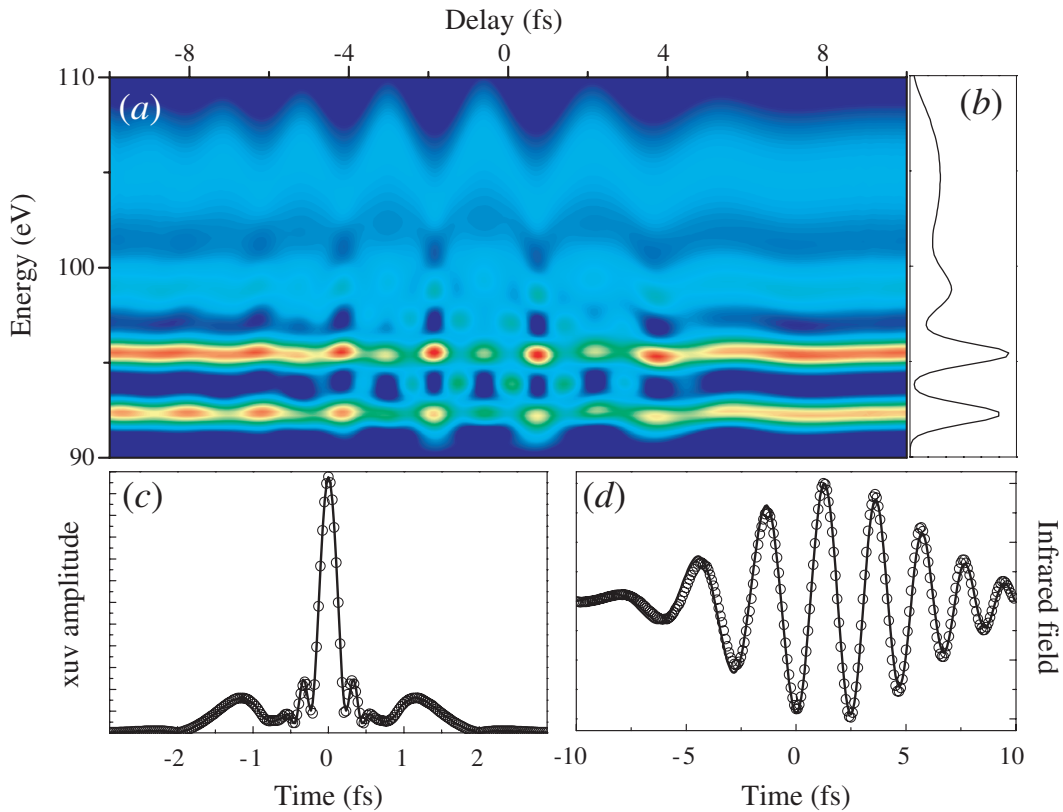 Delay (fs)
-8 -4 0 4 8
110
(a)
(b)
100
Energy (eV)
90
(c)
(d)
xuv amplitude
Infrared field
-2 -1 0 1 2
-10 -5 0 5 10
Time (fs)
Time (fs)